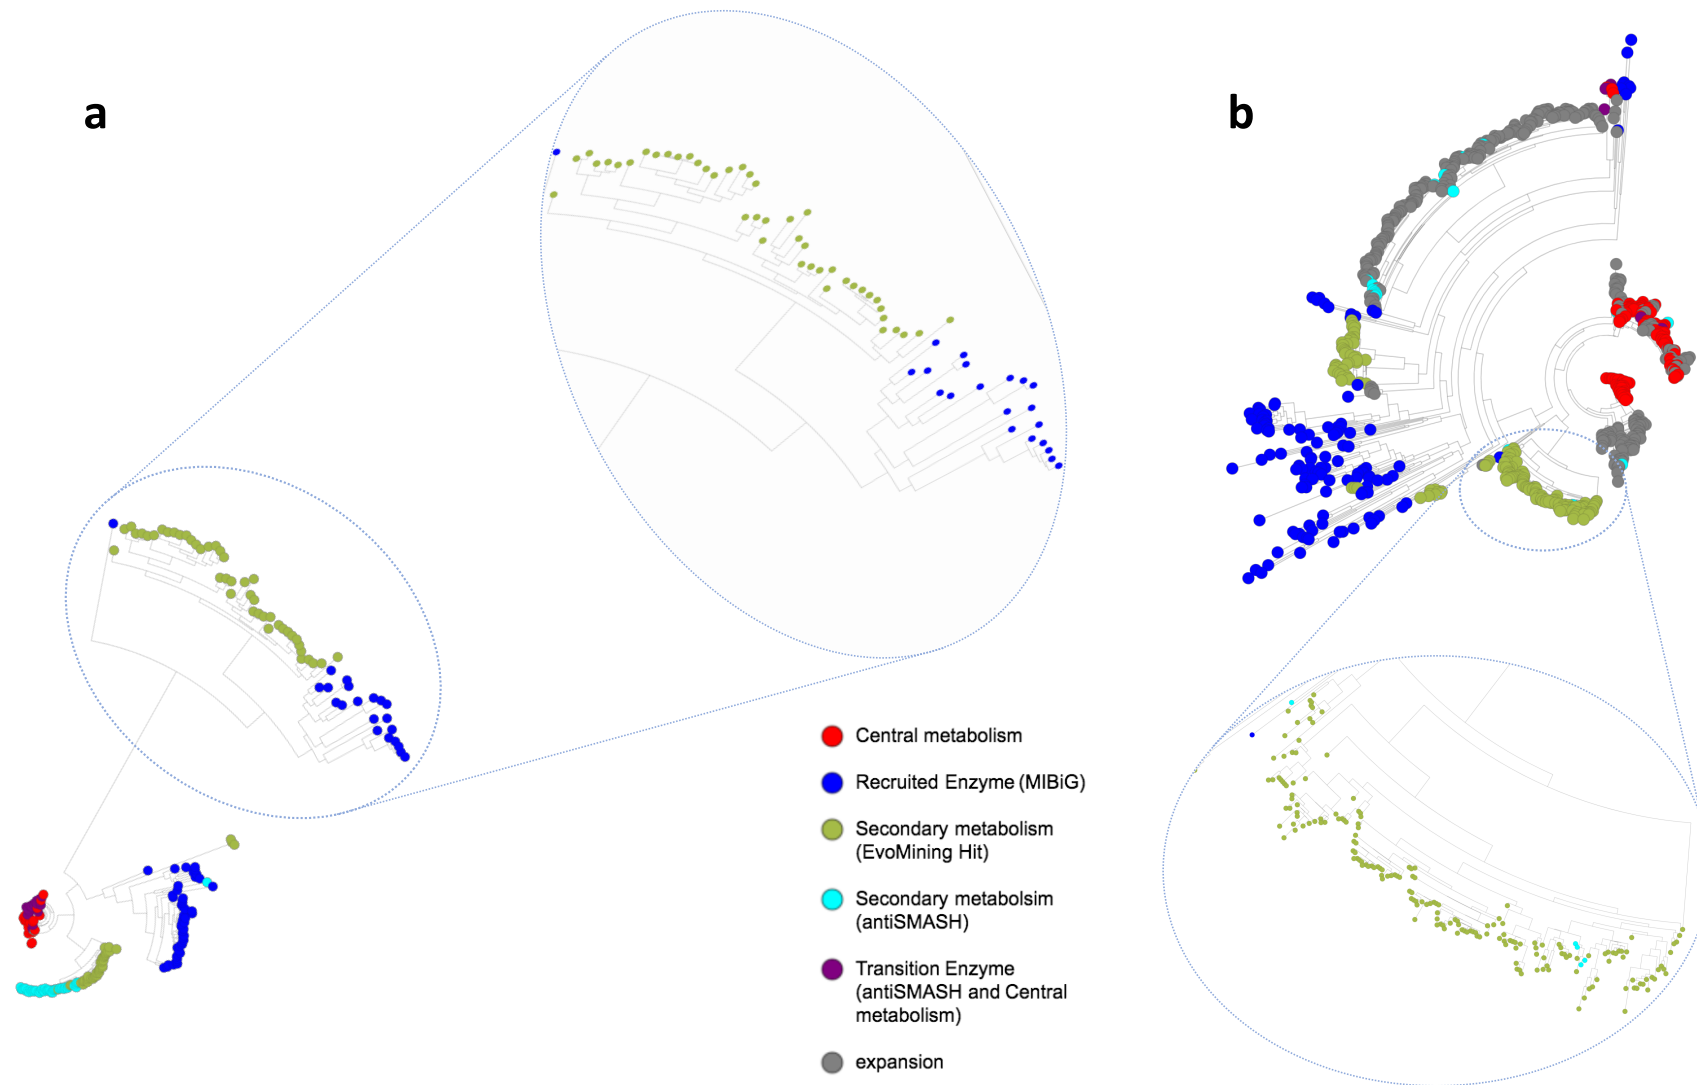 a
b
Central metabolism
Recruited Enzyme (MIBiG)
Secondary metabolism
(EvoMining Hit)
Secondary metabolsim
(antiSMASH)
Transition Enzyme
(antiSMASH and Central
metabolism)
expansion